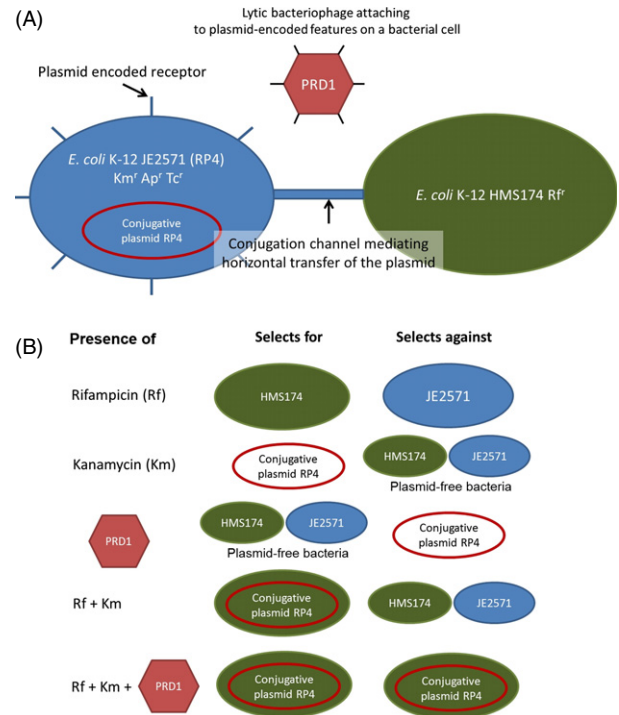 (A)
Lytic bacteriophage attaching
to plasmid-encoded features on a bacterial cell
Plasmid encoded receptor
PRD1
E. coli K-12 JE2571 (RP4)
Kmʳ Apʳ Tcʳ
E. coli K-12 HMS174 Rfʳ
Conjugative
plasmid RP4
Conjugation channel mediating
horizontal transfer of the plasmid
(B)
Presence of
Selects for
Selects against
Rifampicin (Rf)
HMS174
JE2571
Kanamycin (Km)
Conjugative
plasmid RP4
HMS174
JE2571
Plasmid-free bacteria
PRD1
HMS174
JE2571
Plasmid-free bacteria
Conjugative
plasmid RP4
Rf + Km
Conjugative
plasmid RP4
HMS174
JE2571
Rf + Km +
PRD1
Conjugative
plasmid RP4
Conjugative
plasmid RP4